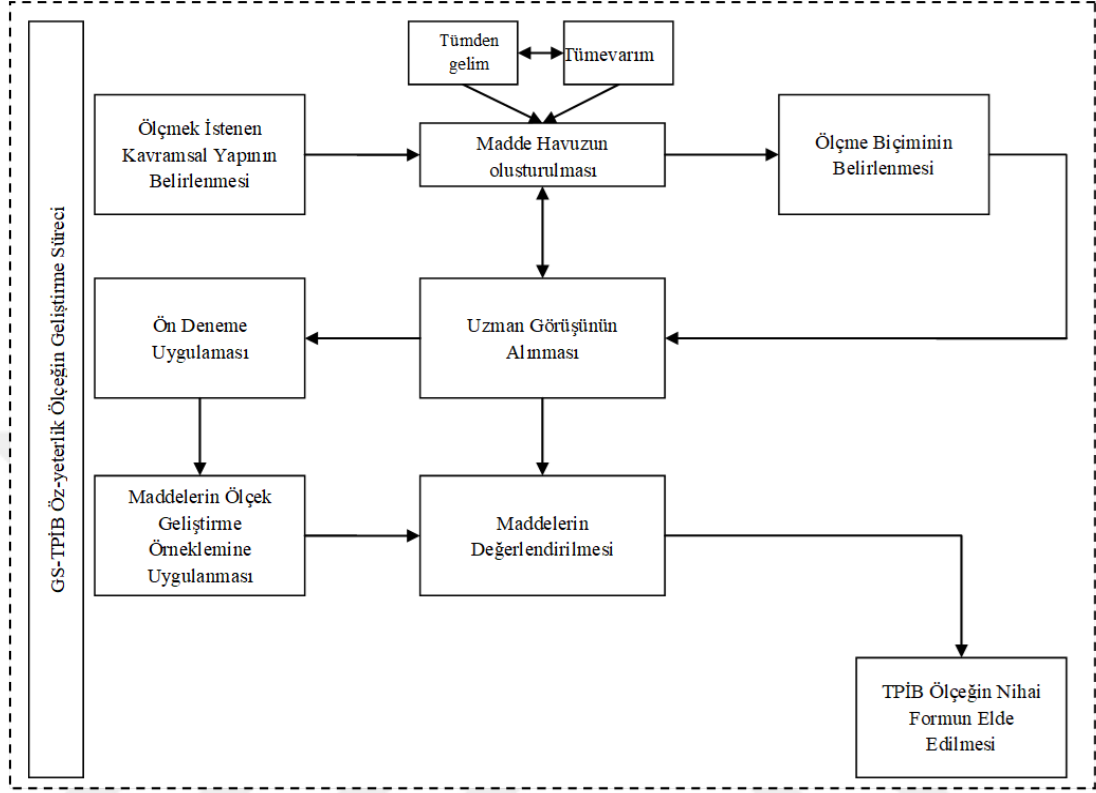 GS-TPİB Öz-yeterlik Ölçeğin Geliştirme Süreci
Tümden
gelim
Tümevarım
Ölçmek İstenen
Kavramsal Yapının
Belirlenmesi
Madde Havuzun
olusturulması
Ölçme Biçiminin
Belirlenmesi
Ön Deneme
Uygulaması
Uzman Görüşünün
Alınması
Maddelerin Ölçek
Geliştirme
Örneklemine
Uygulanması
Maddelerin
Değerlendirilmesi
TPİB Ölçeğin Nihai
Formun Elde
Edilmesi